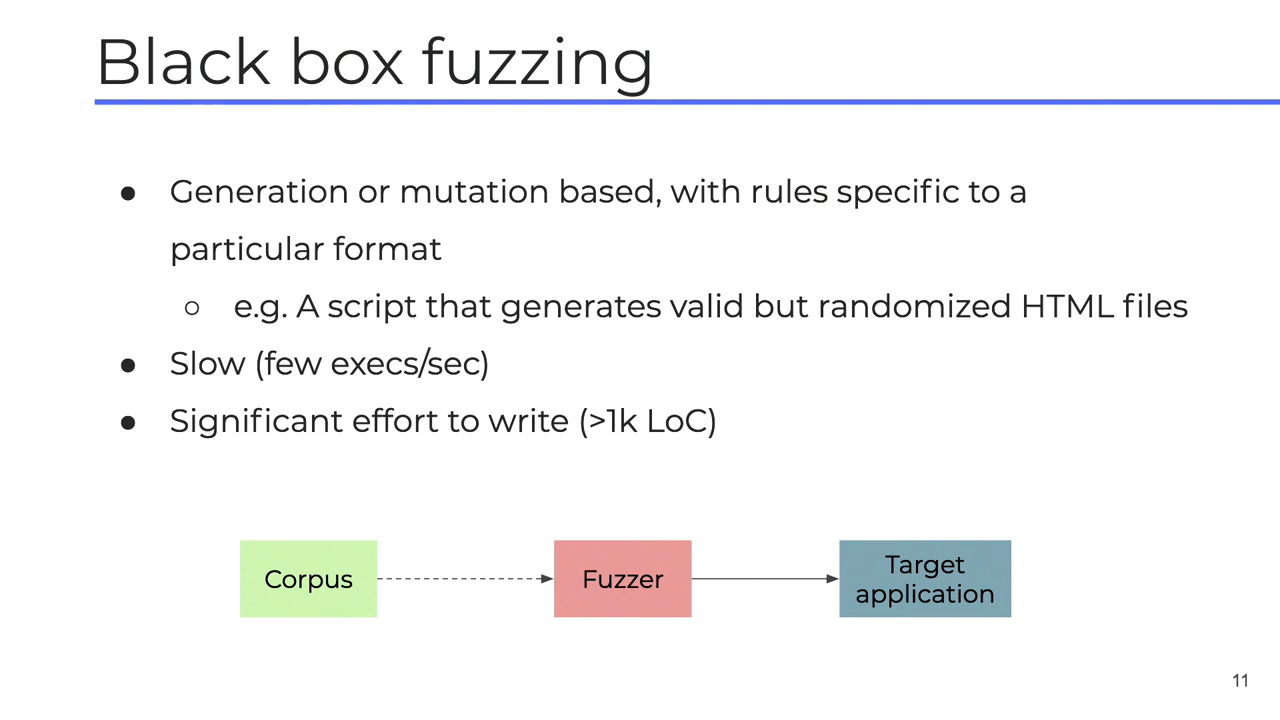 Black box fuzzing
● Generation or mutation based, with rules specific to a
particular format
○ e.g. A script that generates valid but randomized HTML files
● Slow (few execs/sec)
● Significant effort to write (>1k LoC)
Corpus
Fuzzer
Target
application
11